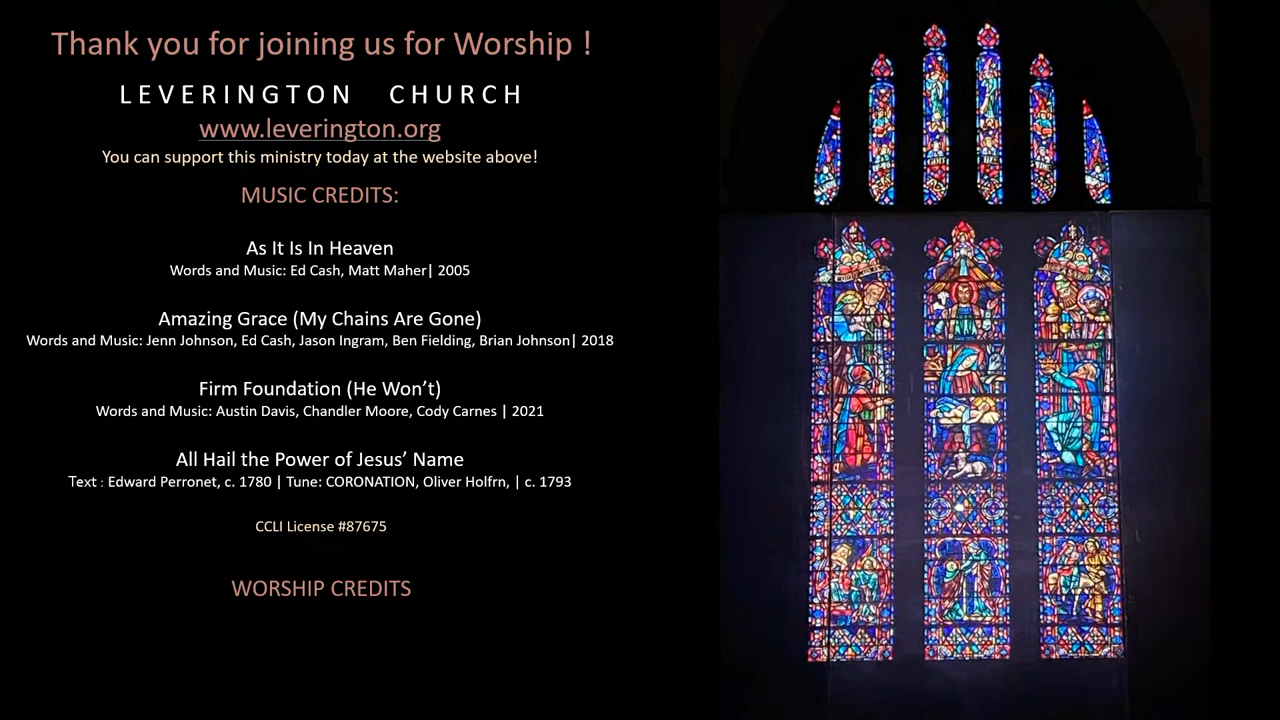 Thank you for joining us for Worship !
LEVERINGTON CHURCH
www.leverington.org
You can support this ministry today at the website above!
MUSIC CREDITS:
As It Is In Heaven
Words and Music: Ed Cash, Matt Maher| 2005
Amazing Grace (My Chains Are Gone)
Words and Music: Jenn Johnson, Ed Cash, Jason Ingram, Ben Fielding, Brian Johnson| 2018
Firm Foundation (He Won’t)
Words and Music: Austin Davis, Chandler Moore, Cody Carnes | 2021
All Hail the Power of Jesus’ Name
Text : Edward Perronet, c. 1780 | Tune: CORONATION, Oliver Holfrn, | c. 1793
CCLI License #87675
WORSHIP CREDITS